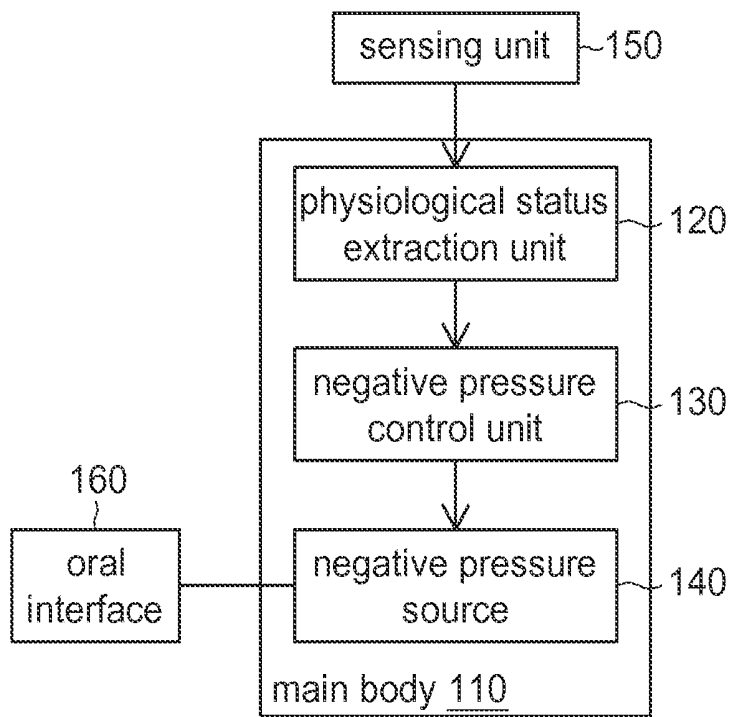 sensing unit
150
physiological status
extraction unit
120
negative pressure
control unit
130
160
oral
interface
negative pressure
source
140
main body 110